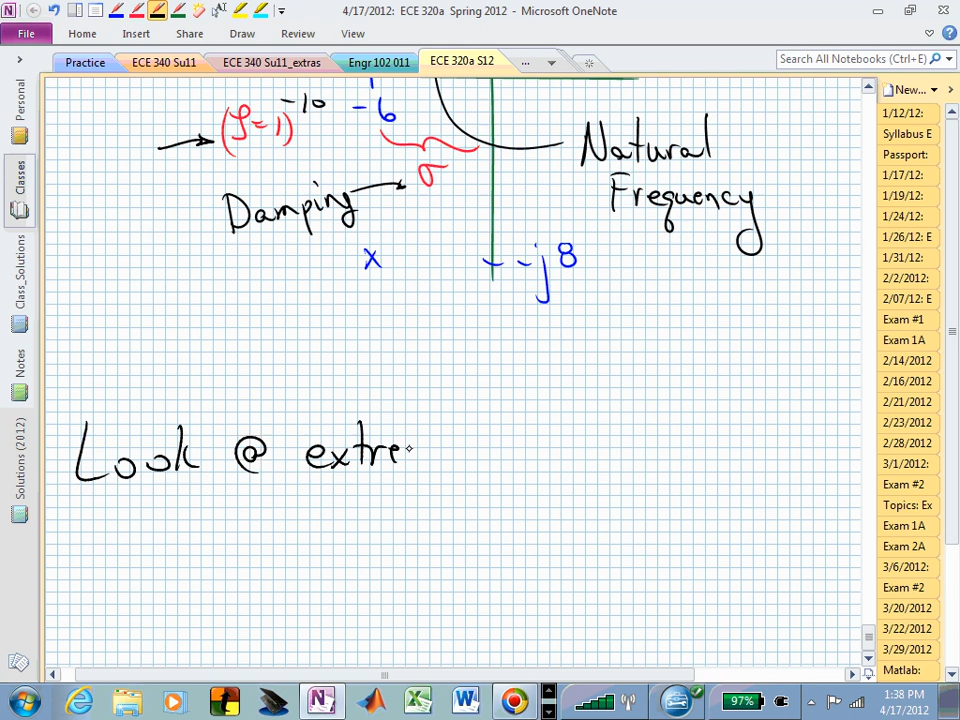 4/17/2012: ECE 320a Spring 2012 - Microsoft OneNote
File Home Insert Share Draw Review View
Practice ECE 340 Su11 ECE 340 Su11_extras Engr 102 011 ECE 320a S12 ... Search All Notebooks (Ctrl+E)
Personal
Classes
Class_Solutions
Notes
Solutions (2012)
(ζ=1) -10 -6
σ
Natural
Frequency
Damping
x -j8
Look @ extre
New...
1/12/12:
Syllabus E
Passport:
1/17/12:
1/19/12:
1/24/12:
1/26/12: E
1/31/12:
2/2/2012:
2/07/12: E
Exam #1
Exam 1A
2/14/2012
2/16/2012
2/21/2012
2/23/2012
2/28/2012
3/1/2012:
Exam #2
Topics: Ex
Exam 1A
Exam 2A
3/6/2012:
Exam #2
3/20/2012
3/22/2012
3/29/2012
Matlab:
97%
1:38 PM
4/17/2012